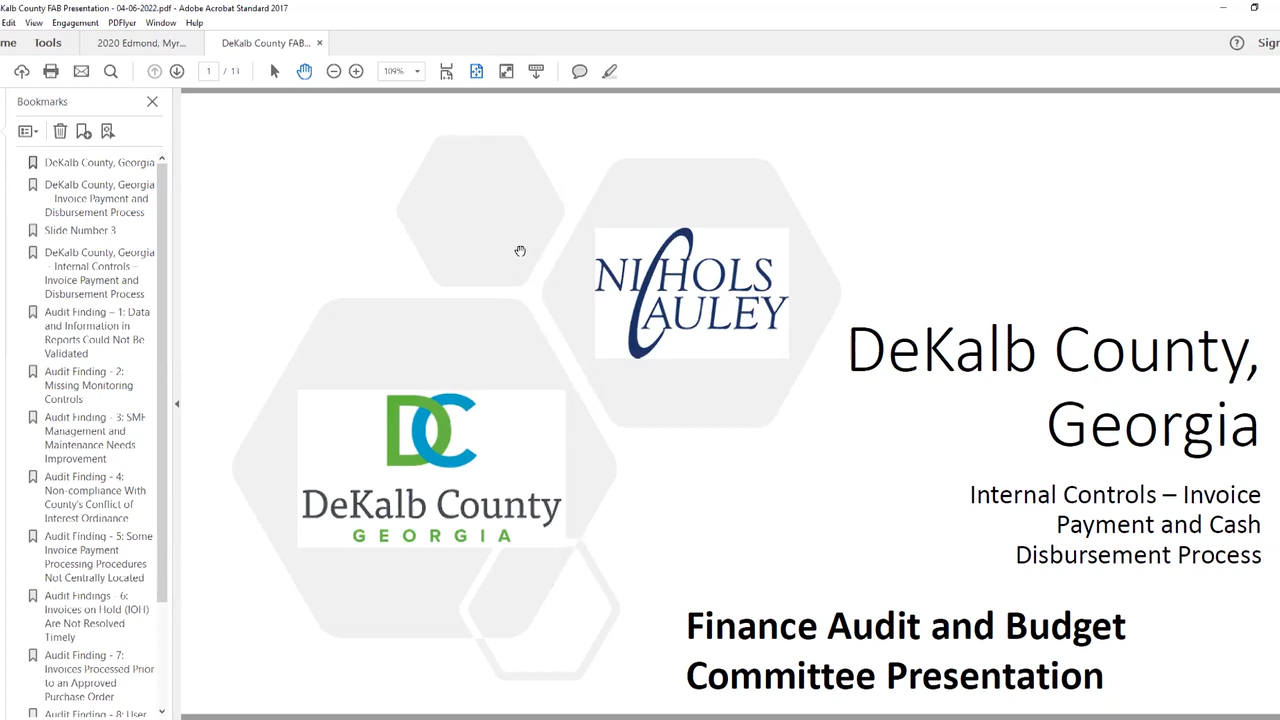 Kalb County FAB Presentation - 04-06-2022.pdf - Adobe Acrobat Standard 2017
Edit View Engagement PDFlyer Window Help
me Tools 2020 Edmond, Myr... DeKalb County FAB... × Sign
1 / 13 109%
Bookmarks
DeKalb County, Georgia
DeKalb County, Georgia
- Invoice Payment and
Disbursement Process
Slide Number 3
DeKalb County, Georgia
- Internal Controls –
Invoice Payment and
Disbursement Process
Audit Finding – 1: Data
and Information in
Reports Could Not Be
Validated
Audit Finding - 2:
Missing Monitoring
Controls
Audit Finding - 3: SMF
Management and
Maintenance Needs
Improvement
Audit Finding - 4:
Non-compliance With
County's Conflict of
Interest Ordinance
Audit Finding - 5: Some
Invoice Payment
Processing Procedures
Not Centrally Located
Audit Findings - 6:
Invoices on Hold (IOH)
Are Not Resolved
Timely
Audit Finding - 7:
Invoices Processed Prior
to an Approved
Purchase Order
Audit Finding - 8: User
NICHOLS
CAULEY
DC
DeKalb County
GEORGIA
DeKalb County,
Georgia
Internal Controls – Invoice
Payment and Cash
Disbursement Process
Finance Audit and Budget
Committee Presentation